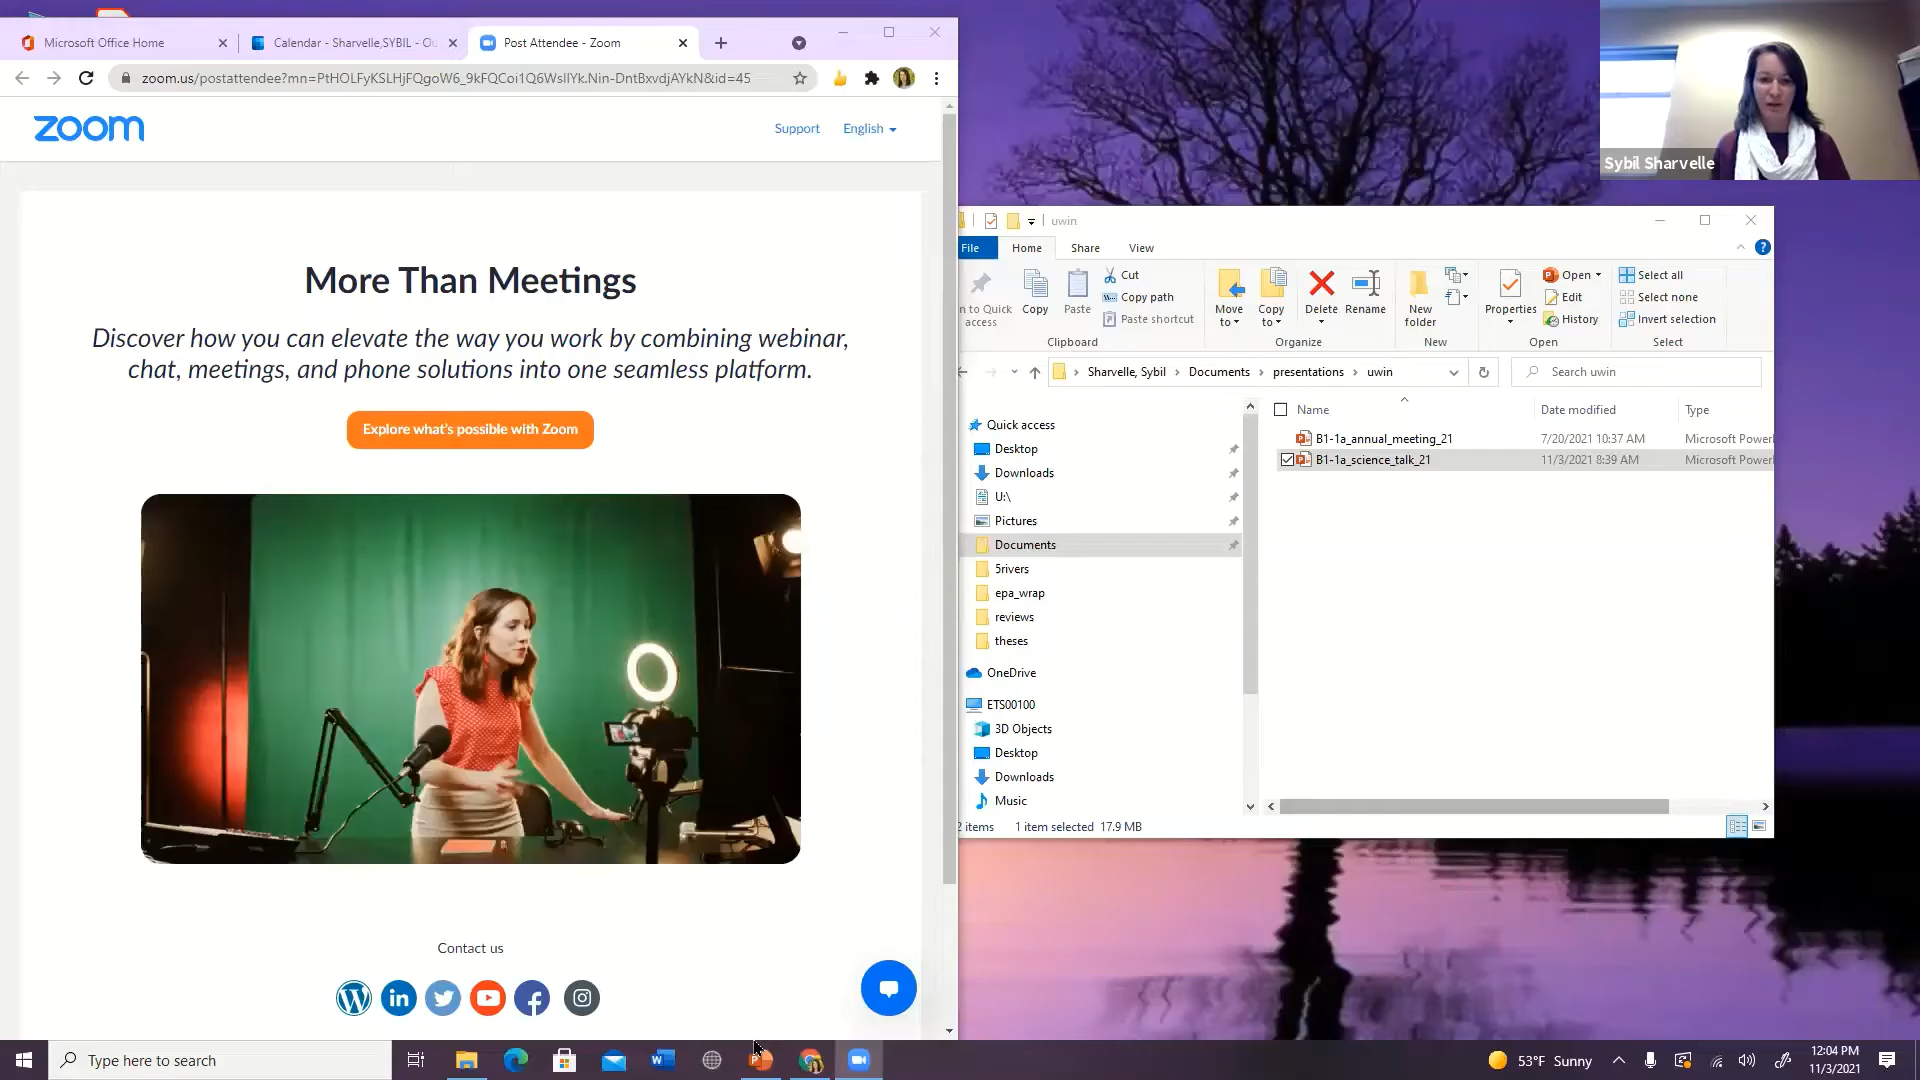 Microsoft Office Home
Calendar - Sharvelle,SYBIL - Ou
Post Attendee - Zoom
zoom.us/postattendee?mn=PtHOLFyKSLHjFQgoW6_9kFQCoi1Q6WsIlYk.Nin-DntBxvdjAYkN&id=45
zoom
Support
English
More Than Meetings
Discover how you can elevate the way you work by combining webinar,
chat, meetings, and phone solutions into one seamless platform.
Explore what's possible with Zoom
Contact us
Sybil Sharvelle
uwin
File
Home
Share
View
n to Quick
access
Copy
Paste
Cut
Copy path
Paste shortcut
Clipboard
Move
to
Copy
to
Delete
Rename
Organize
New
folder
New
Properties
Open
Edit
History
Open
Select all
Select none
Invert selection
Select
Sharvelle, Sybil
Documents
presentations
uwin
Search uwin
Quick access
Desktop
Downloads
U:\
Pictures
Documents
5rivers
epa_wrap
reviews
theses
OneDrive
ETS00100
3D Objects
Desktop
Downloads
Music
Name
Date modified
Type
B1-1a_annual_meeting_21
7/20/2021 10:37 AM
Microsoft Power
B1-1a_science_talk_21
11/3/2021 8:39 AM
Microsoft Power
2 items
1 item selected 17.9 MB
Type here to search
53°F Sunny
12:04 PM
11/3/2021